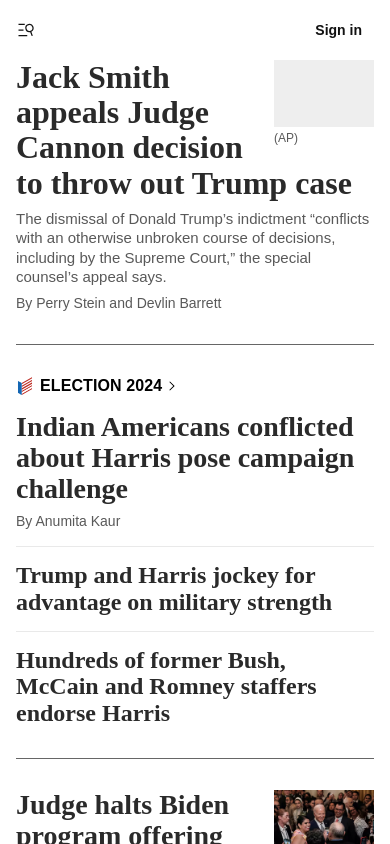 Sign in
Jack Smith
appeals Judge
Cannon decision
to throw out Trump case
(AP)
The dismissal of Donald Trump’s indictment “conflicts
with an otherwise unbroken course of decisions,
including by the Supreme Court,” the special
counsel’s appeal says.
By Perry Stein and Devlin Barrett
ELECTION 2024
Indian Americans conflicted
about Harris pose campaign
challenge
By Anumita Kaur
Trump and Harris jockey for
advantage on military strength
Hundreds of former Bush,
McCain and Romney staffers
endorse Harris
Judge halts Biden
program offering